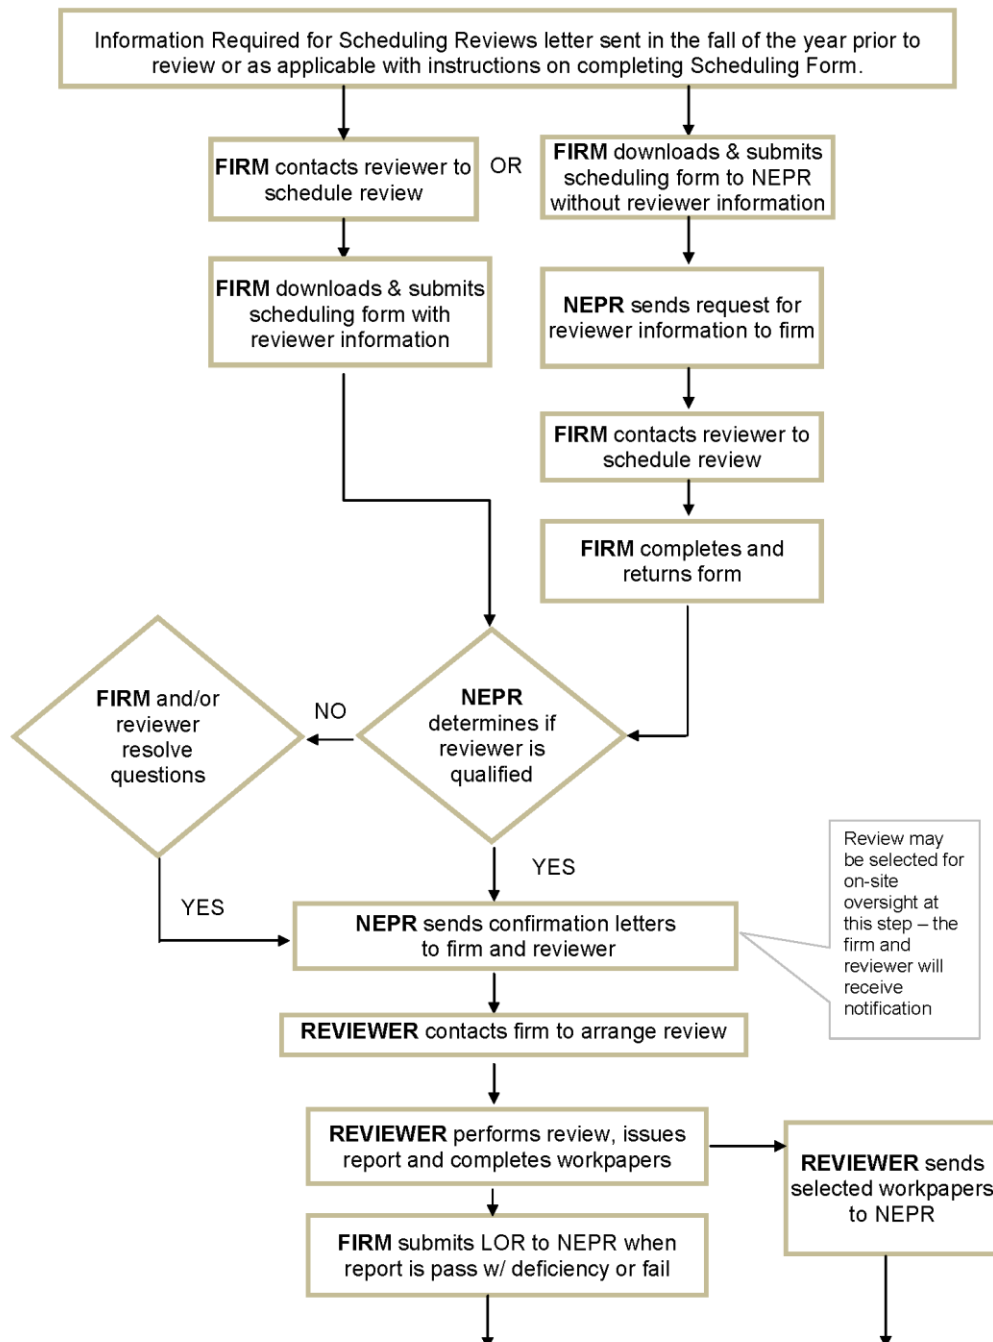 Information Required for Scheduling Reviews letter sent in the fall of the year prior to
review or as applicable with instructions on completing Scheduling Form.
FIRM contacts reviewer to
schedule review
OR
FIRM downloads & submits
scheduling form to NEPR
without reviewer information
FIRM downloads & submits
scheduling form with
reviewer information
NEPR sends request for
reviewer information to firm
FIRM contacts reviewer to
schedule review
FIRM completes and
returns form
FIRM and/or
reviewer
resolve
questions
NO
NEPR
determines if
reviewer is
qualified
YES
YES
Review may
be selected for
on-site
oversight at
this step – the
firm and
reviewer will
receive
notification
NEPR sends confirmation letters
to firm and reviewer
REVIEWER contacts firm to arrange review
REVIEWER performs review, issues
report and completes workpapers
REVIEWER sends
selected workpapers
to NEPR
FIRM submits LOR to NEPR when
report is pass w/ deficiency or fail